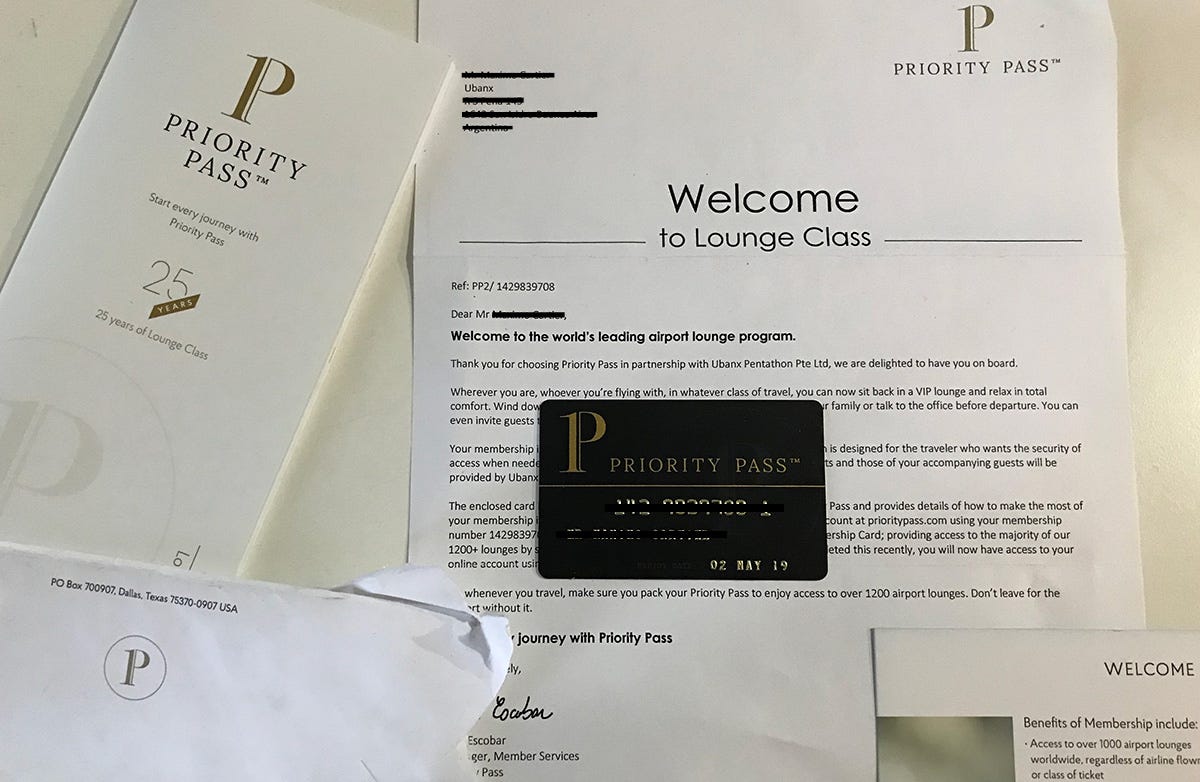 PRIORITY
PASS™
Start every journey with
Priority Pass
25
YEARS
25 years of Lounge Class
PRIORITY PASS™
Ubanx
Welcome
to Lounge Class
Ref: PP2/ 1429839708
Dear Mr
Welcome to the world's leading airport lounge program.
Thank you for choosing Priority Pass in partnership with Ubanx Pentathon Pte Ltd, we are delighted to have you on board.
Wherever you are, whoever you're flying with, in whatever class of travel, you can now sit back in a VIP lounge and relax in total
comfort. Wind dow r family or talk to the office before departure. You can
even invite guests
Your membership i is designed for the traveler who wants the security of
access when neede ts and those of your accompanying guests will be
provided by Ubanx
The enclosed card Pass and provides details of how to make the most of
your membership i count at prioritypass.com using your membership
number 14298397 ership Card; providing access to the majority of our
1200+ lounges by s eted this recently, you will now have access to your
online account usin
PRIORITY PASS™
02 MAY 19
whenever you travel, make sure you pack your Priority Pass to enjoy access to over 1200 airport lounges. Don't leave for the
rt without it.
journey with Priority Pass
ely,
Escobar
Escobar
ger, Member Services
Pass
PO Box 700907, Dallas, Texas 75370-0907 USA
WELCOME
Benefits of Membership include:
· Access to over 1000 airport lounges
worldwide, regardless of airline flow
or class of ticket